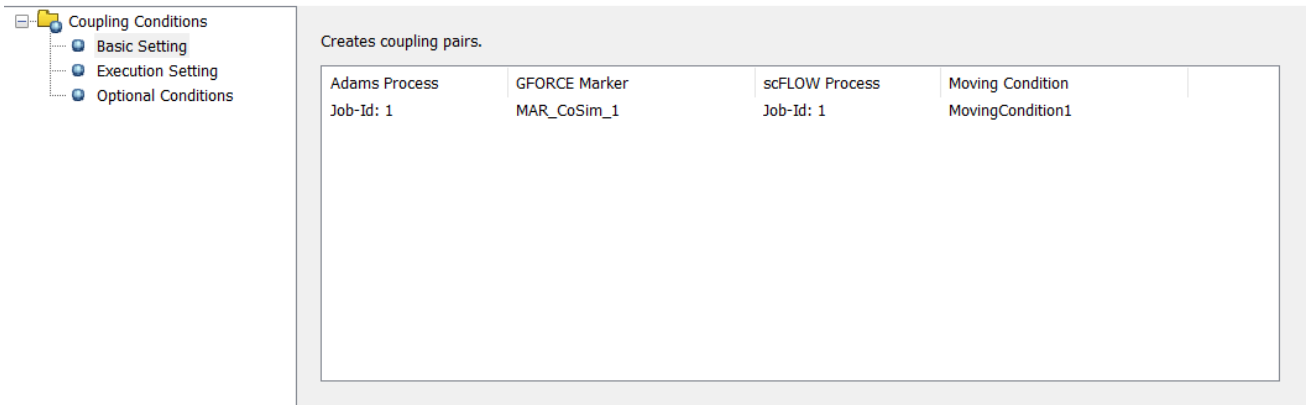 Coupling Conditions
Basic Setting
Execution Setting
Optional Conditions
Creates coupling pairs.
Adams Process GFORCE Marker scFLOW Process Moving Condition
Job-Id: 1 MAR_CoSim_1 Job-Id: 1 MovingCondition1